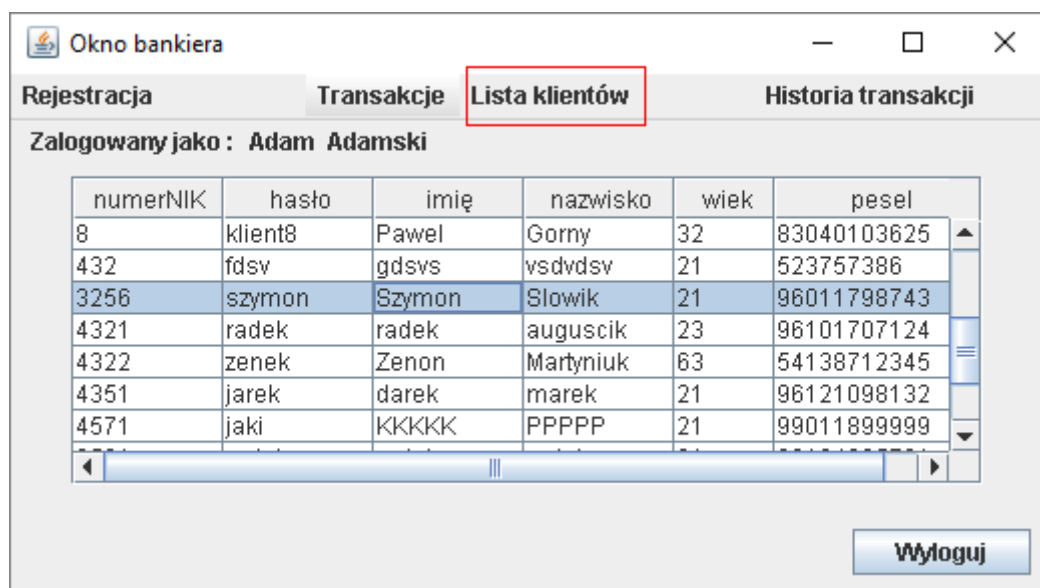 Okno bankiera
Rejestracja Transakcje Lista klientów Historia transakcji
Zalogowany jako : Adam Adamski
numerNIK hasło imię nazwisko wiek pesel
8 klient8 Pawel Gorny 32 83040103625
432 fdsv gdsvs vsdvdsv 21 523757386
3256 szymon Szymon Slowik 21 96011798743
4321 radek radek auguscik 23 96101707124
4322 zenek Zenon Martyniuk 63 54138712345
4351 jarek darek marek 21 96121098132
4571 jaki KKKKK PPPPP 21 99011899999
Wyloguj